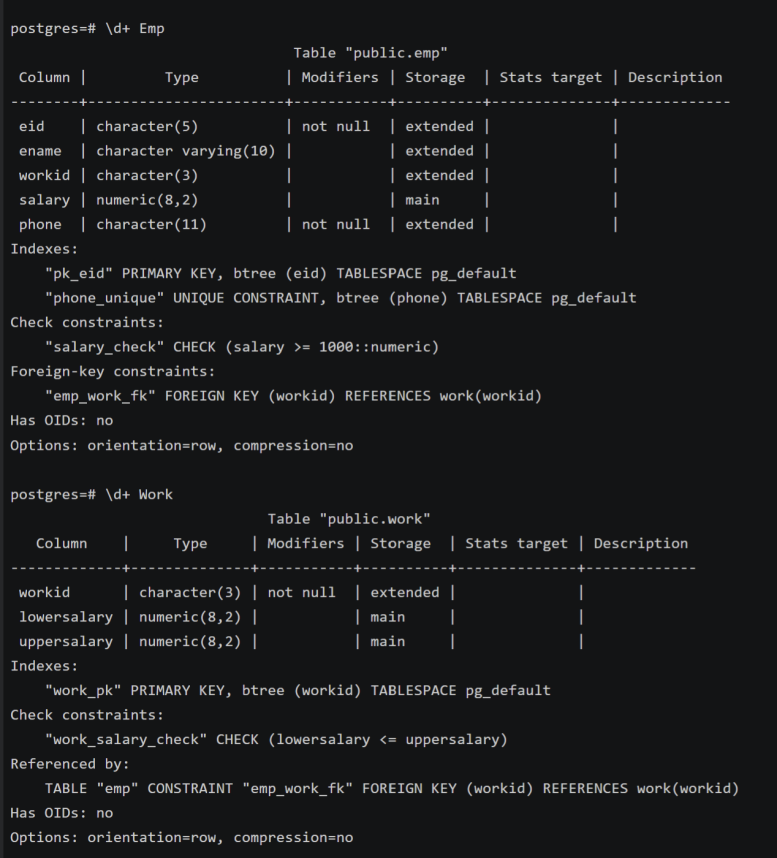 postgres=# \d+ Emp
                                 Table "public.emp"
 Column |         Type          | Modifiers | Storage  | Stats target | Description
--------+-----------------------+-----------+----------+--------------+-------------
 eid    | character(5)          | not null  | extended |              |
 ename  | character varying(10) |           | extended |              |
 workid | character(3)          |           | extended |              |
 salary | numeric(8,2)          |           | main     |              |
 phone  | character(11)         | not null  | extended |              |
Indexes:
    "pk_eid" PRIMARY KEY, btree (eid) TABLESPACE pg_default
    "phone_unique" UNIQUE CONSTRAINT, btree (phone) TABLESPACE pg_default
Check constraints:
    "salary_check" CHECK (salary >= 1000::numeric)
Foreign-key constraints:
    "emp_work_fk" FOREIGN KEY (workid) REFERENCES work(workid)
Has OIDs: no
Options: orientation=row, compression=no

postgres=# \d+ Work
                              Table "public.work"
   Column    |     Type     | Modifiers | Storage  | Stats target | Description
-------------+--------------+-----------+----------+--------------+-------------
 workid      | character(3) | not null  | extended |              |
 lowersalary | numeric(8,2) |           | main     |              |
 uppersalary | numeric(8,2) |           | main     |              |
Indexes:
    "work_pk" PRIMARY KEY, btree (workid) TABLESPACE pg_default
Check constraints:
    "work_salary_check" CHECK (lowersalary <= uppersalary)
Referenced by:
    TABLE "emp" CONSTRAINT "emp_work_fk" FOREIGN KEY (workid) REFERENCES work(workid)
Has OIDs: no
Options: orientation=row, compression=no